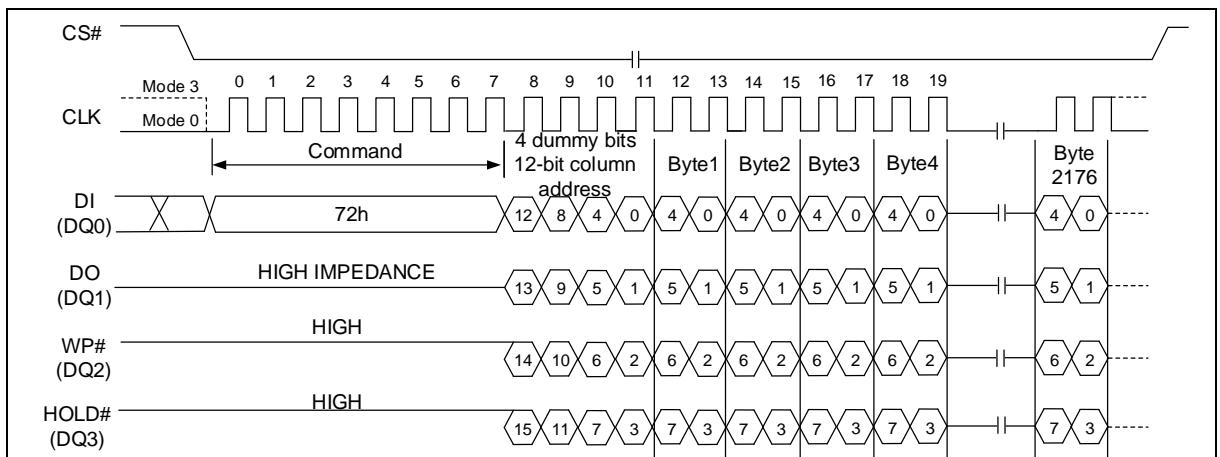 CS#
Mode 3
0 1 2 3 4 5 6 7 8 9 10 11 12 13 14 15 16 17 18 19
CLK
Mode 0
Command
4 dummy bits
12-bit column
address
Byte1 Byte2 Byte3 Byte4
Byte
2176
DI
(DQ0)
72h
12 8 4 0 4 0 4 0 4 0 4 0 4 0
DO
(DQ1)
HIGH IMPEDANCE
13 9 5 1 5 1 5 1 5 1 5 1 5 1
HIGH
WP#
(DQ2)
14 10 6 2 6 2 6 2 6 2 6 2 6 2
HIGH
HOLD#
(DQ3)
15 11 7 3 7 3 7 3 7 3 7 3 7 3